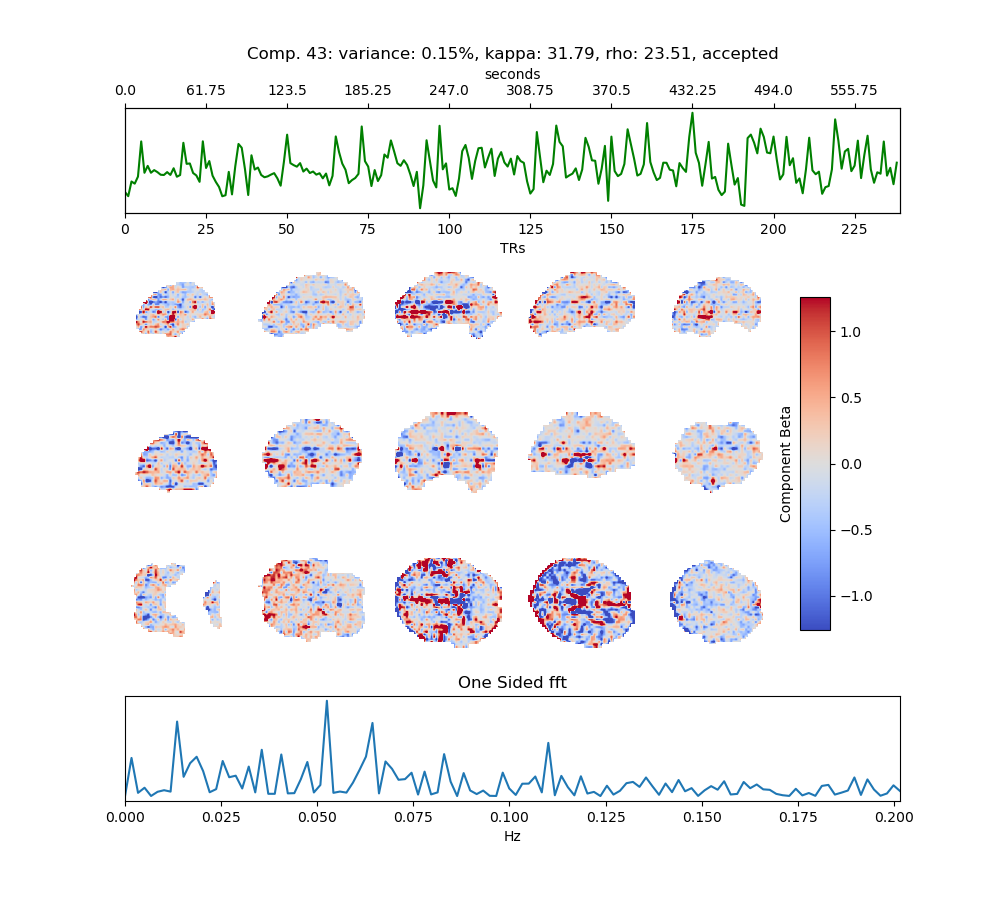 Comp. 43: variance: 0.15%, kappa: 31.79, rho: 23.51, accepted
seconds
0.0 61.75 123.5 185.25 247.0 308.75 370.5 432.25 494.0 555.75
0 25 50 75 100 125 150 175 200 225
TRs
1.0
0.5
0.0
−0.5
−1.0
Component Beta
One Sided fft
0.000 0.025 0.050 0.075 0.100 0.125 0.150 0.175 0.200
Hz